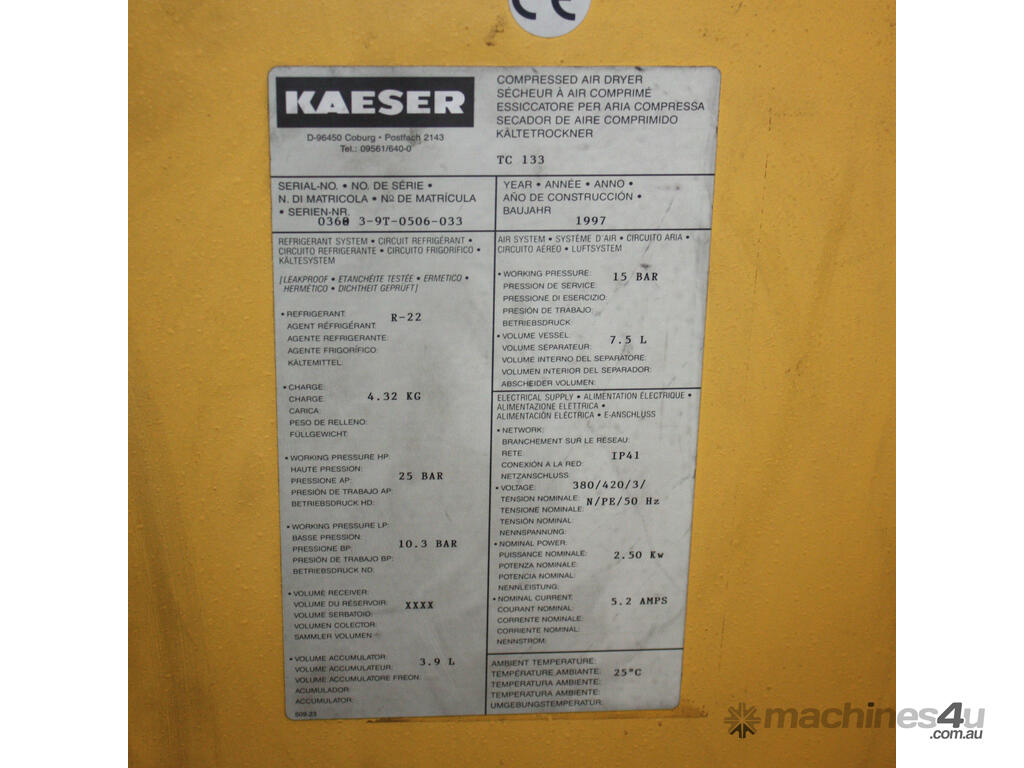 CE
KAESER
D-96450 Coburg • Postfach 2143
Tel.: 09561/640-0
COMPRESSED AIR DRYER
SÉCHEUR À AIR COMPRIMÉ
ESSICCATORE PER ARIA COMPRESSA
SECADOR DE AIRE COMPRIMIDO
KÄLTETROCKNER
TC 133
SERIAL-NO. • NO. DE SÉRIE •
N. DI MATRICOLA • Nº DE MATRÍCULA
• SERIEN-NR.
0360 3-9T-0506-033
YEAR • ANNÉE • ANNO •
AÑO DE CONSTRUCCIÓN •
BAUJAHR
1997
REFRIGERANT SYSTEM • CIRCUIT REFRIGÉRANT •
CIRCUITO REFRIGERANTE • CIRCUITO FRIGORÍFICO •
KÄLTESYSTEM
[LEAKPROOF • ETANCHÉITE TESTÉE • ERMETICO •
HERMÉTICO • DICHTHEIT GEPRÜFT]
• REFRIGERANT: R-22
AGENT RÉFRIGÉRANT:
AGENTE REFRIGERANTE:
AGENTE FRIGORÍFICO:
KÄLTEMITTEL:
• CHARGE:
CHARGE: 4.32 KG
CARICA:
PESO DE RELLENO:
FÜLLGEWICHT:
• WORKING PRESSURE HP:
HAUTE PRESSION:
PRESSIONE AP: 25 BAR
PRESIÓN DE TRABAJO AP:
BETRIEBSDRUCK HD:
• WORKING PRESSURE LP:
BASSE PRESSION:
PRESSIONE BP: 10.3 BAR
PRESIÓN DE TRABAJO BP:
BETRIEBSDRUCK ND:
• VOLUME RECEIVER:
VOLUME DU RÉSERVOIR: XXXX
VOLUME SERBATOIO:
VOLUMEN COLECTOR:
SAMMLER VOLUMEN:
• VOLUME ACCUMULATOR: 3.9 L
VOLUME ACCUMULATEUR:
VOLUME ACCUMULATORE FREON:
ACUMULADOR:
ACCUMULATOR:
509.23
AIR SYSTEM • SYSTÈME D'AIR • CIRCUITO ARIA •
CIRCUITO AÉREO • LUFTSYSTEM
• WORKING PRESSURE: 15 BAR
PRESSION DE SERVICE:
PRESSIONE DI ESERCIZIO:
PRESIÓN DE TRABAJO:
BETRIEBSDRUCK:
• VOLUME VESSEL: 7.5 L
VOLUME SÉPARATEUR:
VOLUME INTERNO DEL SEPARATORE:
VOLUMEN INTERIOR DEL SEPARADOR:
ABSCHEIDER VOLUMEN:
ELECTRICAL SUPPLY • ALIMENTATION ÉLECTRIQUE •
ALIMENTAZIONE ELETTRICA •
ALIMENTACIÓN ELÉCTRICA • E-ANSCHLUSS
• NETWORK:
BRANCHEMENT SUR LE RÉSEAU:
RETE: IP41
CONEXIÓN A LA RED:
NETZANSCHLUSS:
• VOLTAGE: 380/420/3/
TENSION NOMINALE: N/PE/50 Hz
TENSIONE NOMINALE:
TENSIÓN NOMINAL:
NENNSPANNUNG:
• NOMINAL POWER:
PUISSANCE NOMINALE: 2.50 Kw
POTENZA NOMINALE:
POTENCIA NOMINAL:
NENNLEISTUNG:
• NOMINAL CURRENT: 5.2 AMPS
COURANT NOMINAL:
CORRENTE NOMINALE:
CORRIENTE NOMINAL:
NENNSTROM:
AMBIENT TEMPERATURE:
TEMPÉRATURE AMBIANTE: 25°C
TEMPERATURA AMBIENTE:
TEMPERATURA AMBIENTE:
UMGEBUNGSTEMPERATUR:
machines4u
.com.au